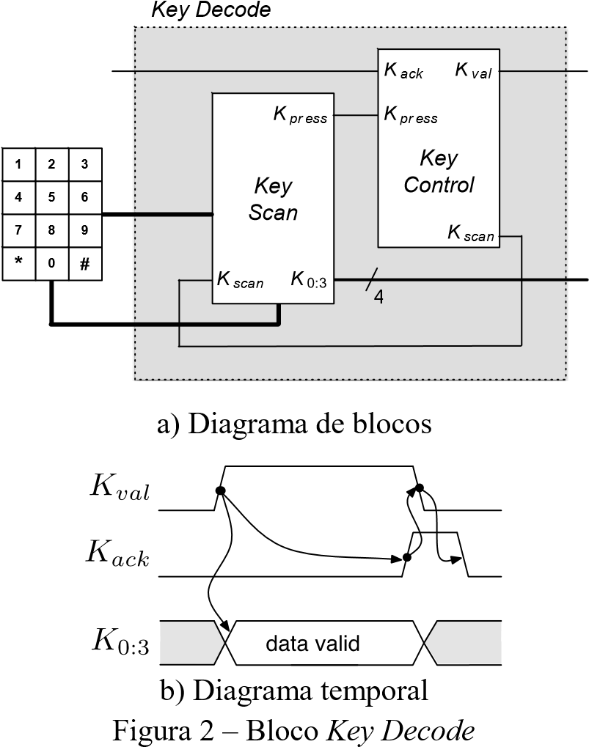 Key Decode
K ack K val
K press K press
Key Scan
Key Control
1 2 3
4 5 6
7 8 9
* 0 #
K scan
K scan K 0:3
4
a) Diagrama de blocos
K val
K ack
K 0:3 data valid
b) Diagrama temporal
Figura 2 – Bloco Key Decode